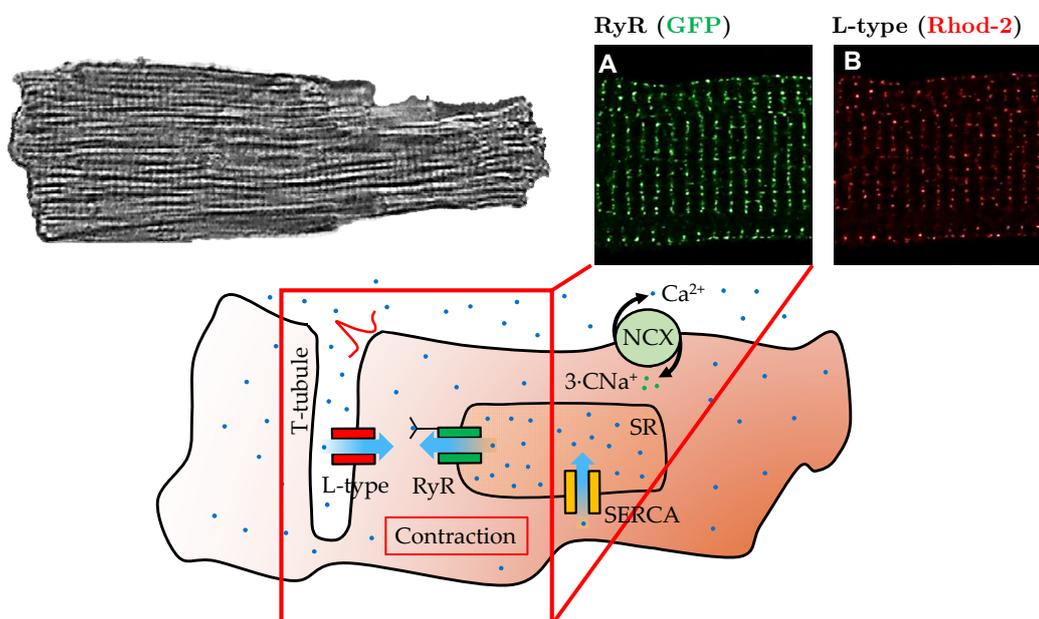 RyR (GFP)
L-type (Rhod-2)
A
B
Ca²⁺
NCX
3·CNa⁺
T-tubule
SR
L-type
RyR
SERCA
Contraction